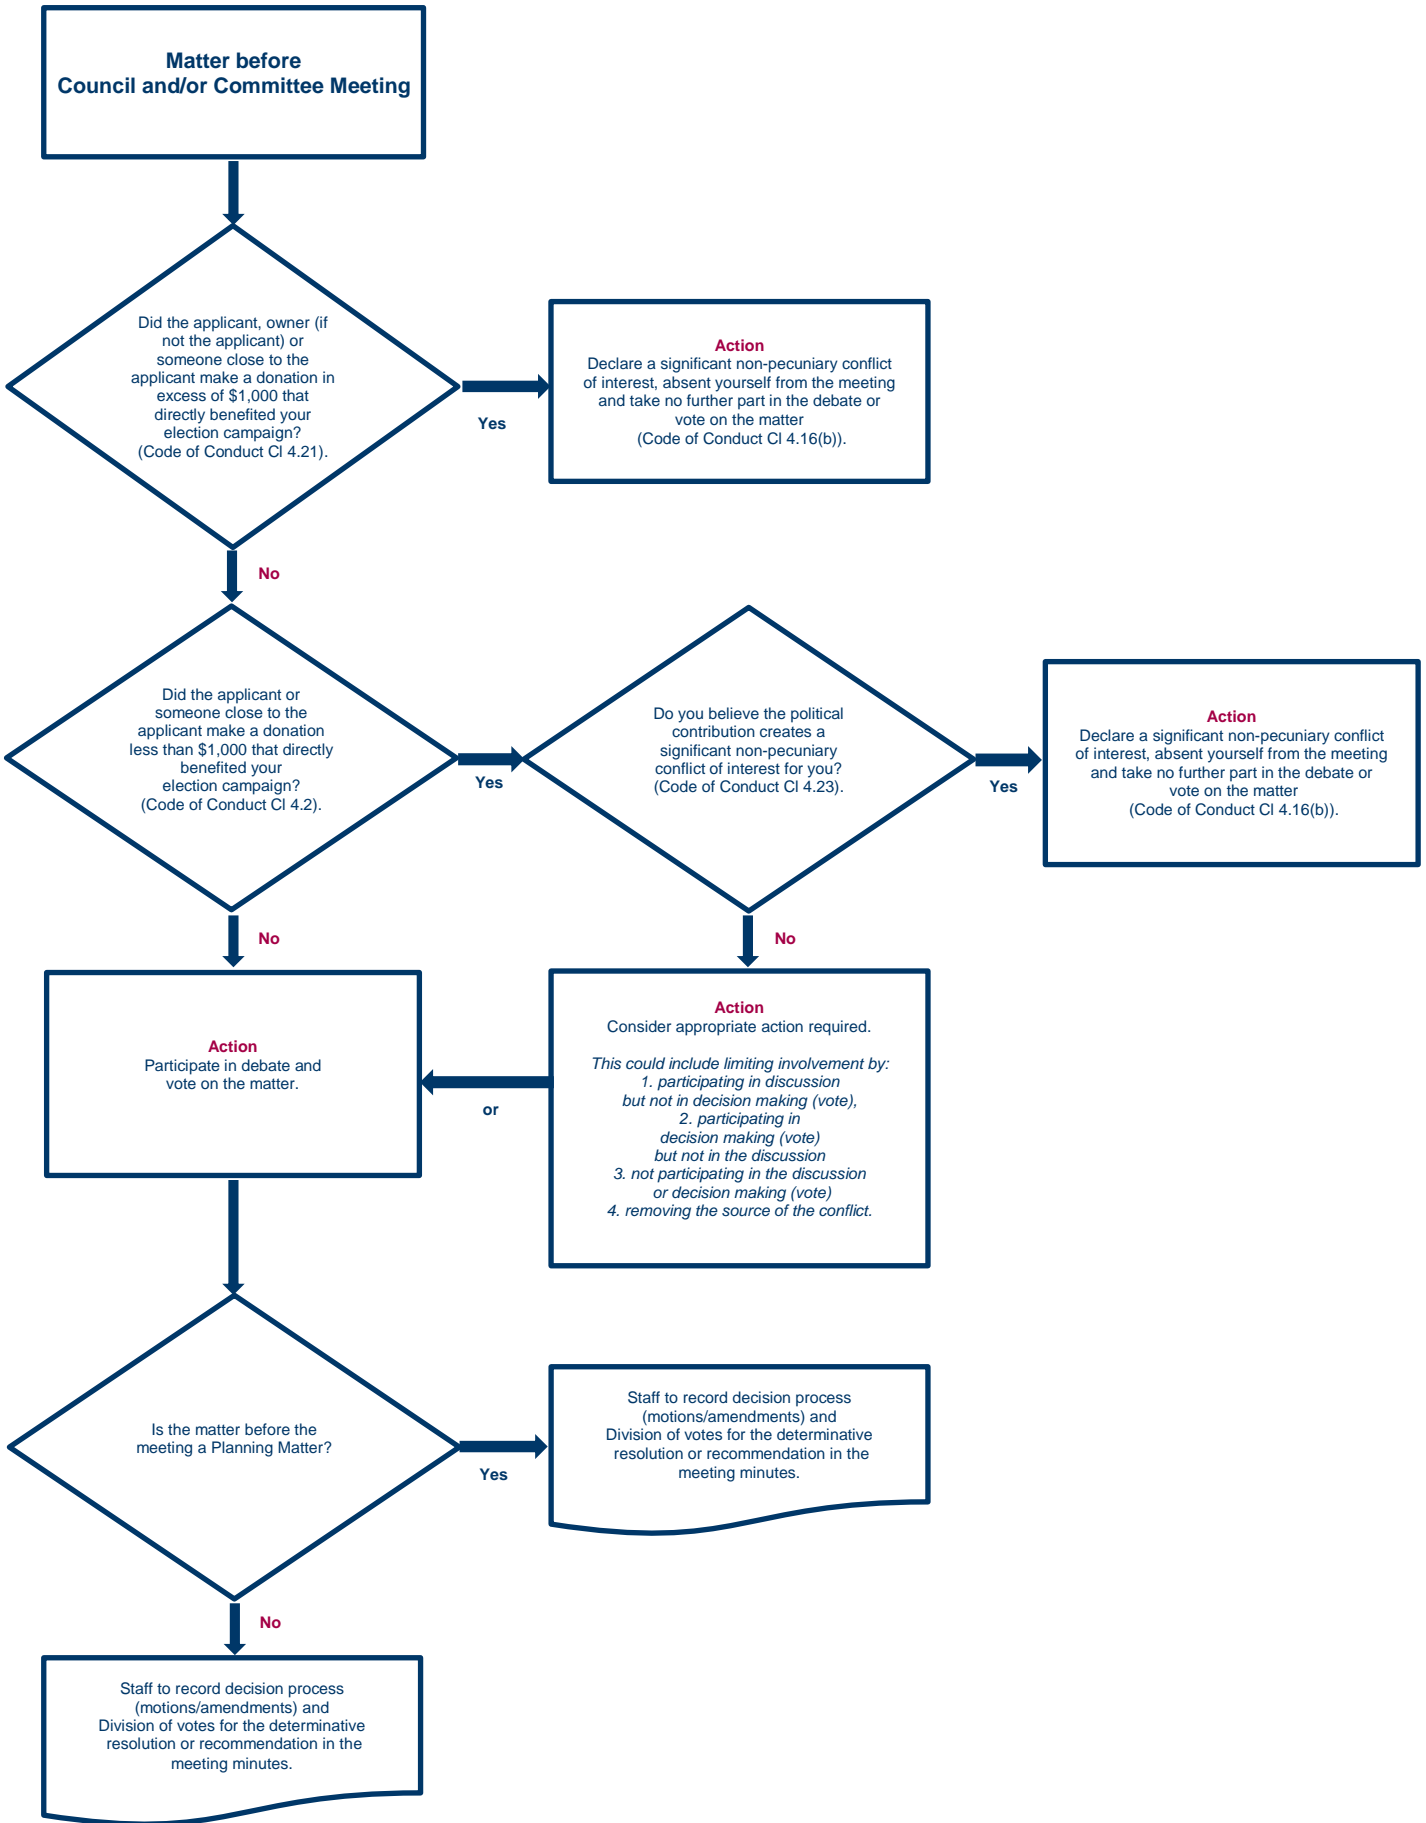 Matter before
Council and/or Committee Meeting
Did the applicant, owner (if
not the applicant) or
someone close to the
applicant make a donation in
excess of $1,000 that
directly benefited your
election campaign?
(Code of Conduct Cl 4.21).
Yes
Action
Declare a significant non-pecuniary conflict
of interest, absent yourself from the meeting
and take no further part in the debate or
vote on the matter
(Code of Conduct Cl 4.16(b)).
No
Did the applicant or
someone close to the
applicant make a donation
less than $1,000 that directly
benefited your
election campaign?
(Code of Conduct Cl 4.2).
Yes
Do you believe the political
contribution creates a
significant non-pecuniary
conflict of interest for you?
(Code of Conduct Cl 4.23).
Yes
Action
Declare a significant non-pecuniary conflict
of interest, absent yourself from the meeting
and take no further part in the debate or
vote on the matter
(Code of Conduct Cl 4.16(b)).
No
No
Action
Participate in debate and
vote on the matter.
or
Action
Consider appropriate action required.
This could include limiting involvement by:
1. participating in discussion
but not in decision making (vote),
2. participating in
decision making (vote)
but not in the discussion
3. not participating in the discussion
or decision making (vote)
4. removing the source of the conflict.
Is the matter before the
meeting a Planning Matter?
Yes
Staff to record decision process
(motions/amendments) and
Division of votes for the determinative
resolution or recommendation in the
meeting minutes.
No
Staff to record decision process
(motions/amendments) and
Division of votes for the determinative
resolution or recommendation in the
meeting minutes.